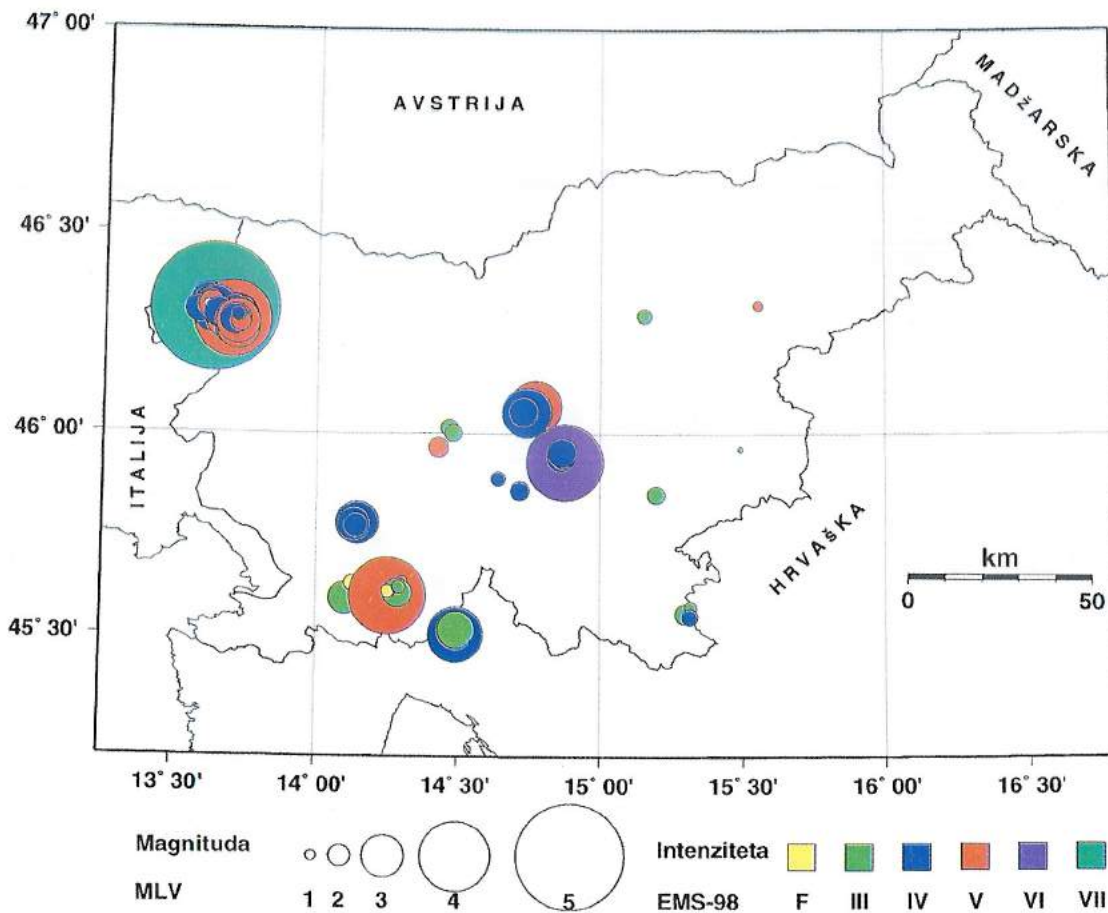 47° 00'
AVSTRIJA
MADžARSKA
46° 30'
46° 00'
ITALIJA
HRVAšKA
km
0 50
45° 30'
13° 30' 14° 00' 14° 30' 15° 00' 15° 30' 16° 00' 16° 30'
Magnituda
MLV 1 2 3 4 5
Intenziteta
EMS-98 F III IV V VI VII